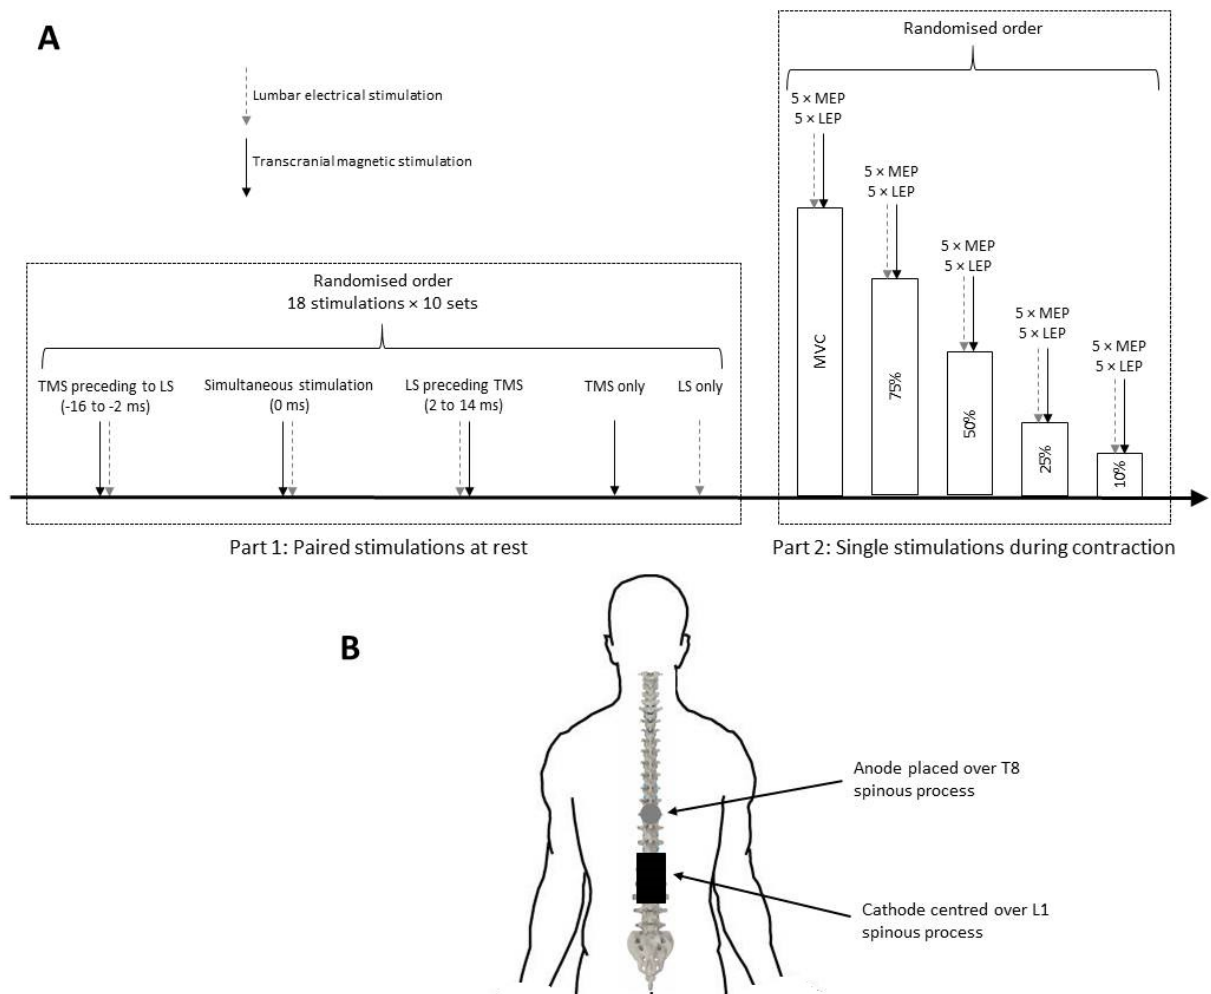 A
Lumbar electrical stimulation
Transcranial magnetic stimulation
Randomised order
18 stimulations × 10 sets
TMS preceding to LS
(-16 to -2 ms)
Simultaneous stimulation
(0 ms)
LS preceding TMS
(2 to 14 ms)
TMS only
LS only
Part 1: Paired stimulations at rest
Randomised order
5 × MEP
5 × LEP
MVC
5 × MEP
5 × LEP
75%
5 × MEP
5 × LEP
50%
5 × MEP
5 × LEP
25%
5 × MEP
5 × LEP
10%
Part 2: Single stimulations during contraction
B
Anode placed over T8
spinous process
Cathode centred over L1
spinous process